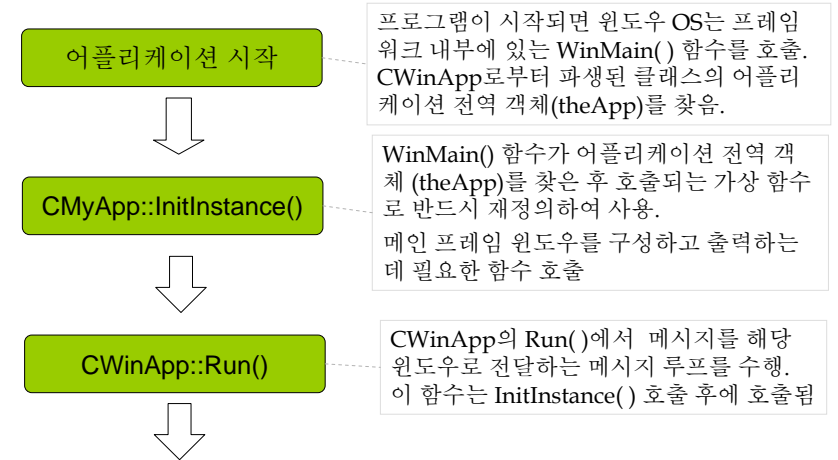 어플리케이션 시작
프로그램이 시작되면 윈도우 OS는 프레임
워크 내부에 있는 WinMain( ) 함수를 호출.
CWinApp로부터 파생된 클래스의 어플리
케이션 전역 객체(theApp)를 찾음.
CMyApp::InitInstance()
WinMain() 함수가 어플리케이션 전역 객
체 (theApp)를 찾은 후 호출되는 가상 함수
로 반드시 재정의하여 사용.
메인 프레임 윈도우를 구성하고 출력하는
데 필요한 함수 호출
CWinApp::Run()
CWinApp의 Run( )에서 메시지를 해당
윈도우로 전달하는 메시지 루프를 수행.
이 함수는 InitInstance( ) 호출 후에 호출됨